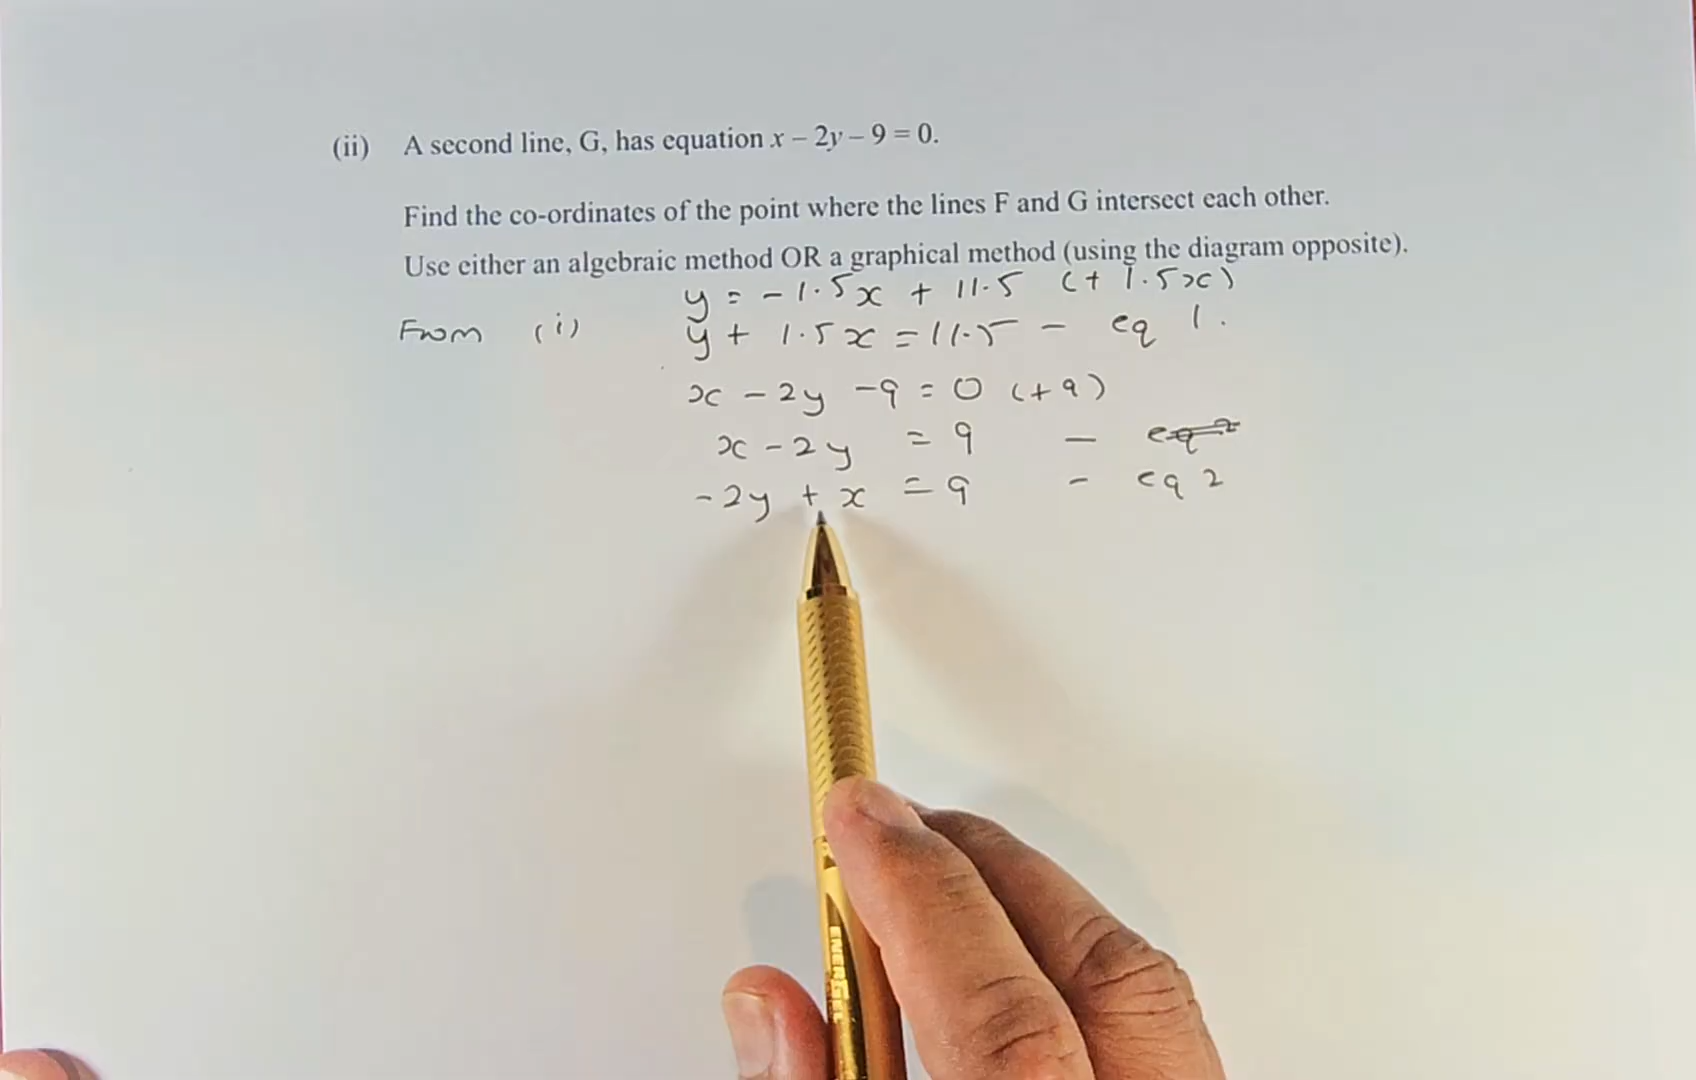 (ii) A second line, G, has equation x – 2y – 9 = 0.
Find the co-ordinates of the point where the lines F and G intersect each other.
Use either an algebraic method OR a graphical method (using the diagram opposite).
y = -1.5x + 11.5 (+ 1.5x)
From (i) y + 1.5x = 11.5 - eq 1.
x - 2y - 9 = 0 (+9)
x - 2y = 9 - eq 2
-2y + x = 9 - eq 2
ENERGEL